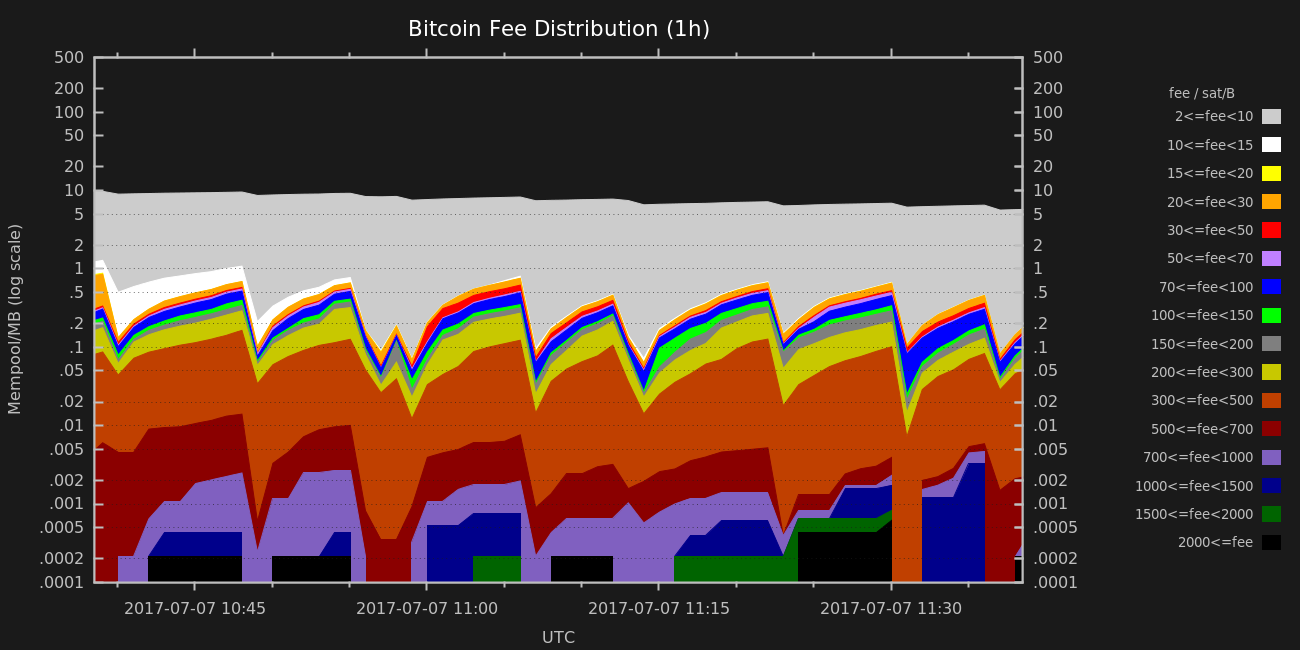 Bitcoin Fee Distribution (1h)
500 500
200 200
100 100
50 50
20 20
10 10
5 5
2 2
1 1
.5 .5
.2 .2
.1 .1
.05 .05
.02 .02
.01 .01
.005 .005
.002 .002
.001 .001
.0005 .0005
.0002 .0002
.0001 .0001
Mempool/MB (log scale)
2017-07-07 10:45 2017-07-07 11:00 2017-07-07 11:15 2017-07-07 11:30
UTC
fee / sat/B
2<=fee<10
10<=fee<15
15<=fee<20
20<=fee<30
30<=fee<50
50<=fee<70
70<=fee<100
100<=fee<150
150<=fee<200
200<=fee<300
300<=fee<500
500<=fee<700
700<=fee<1000
1000<=fee<1500
1500<=fee<2000
2000<=fee